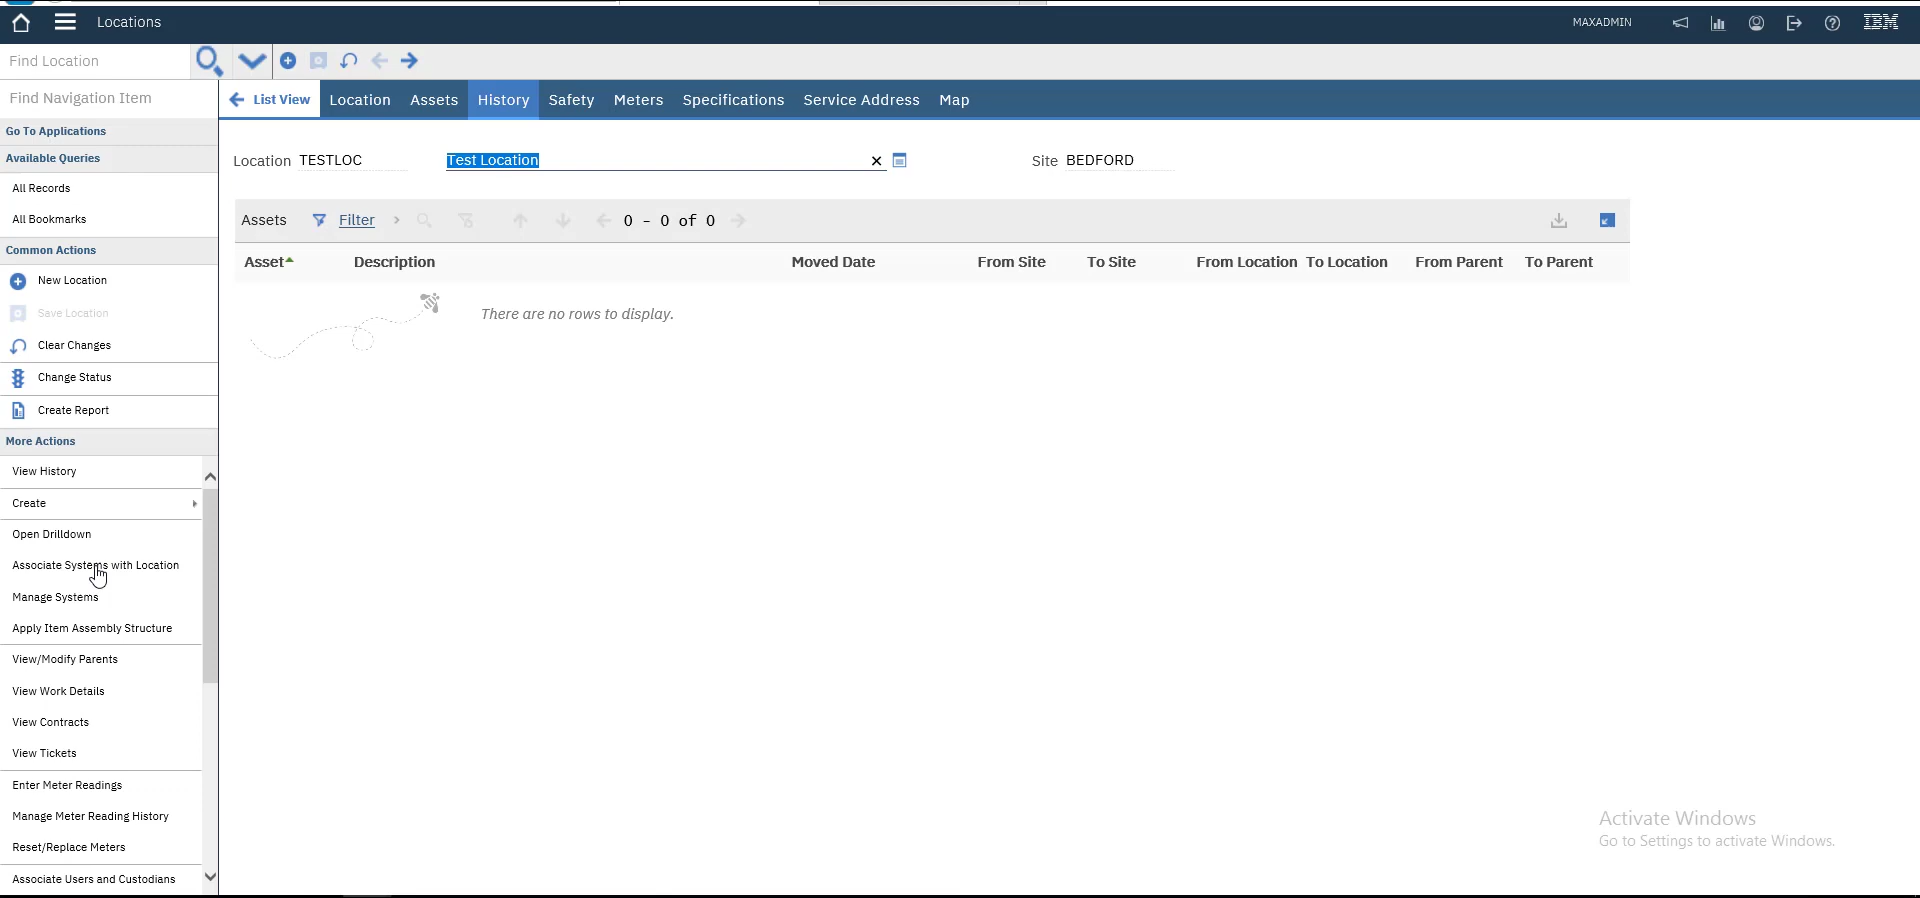 Locations
MAXADMIN
IBM
Find Location
Find Navigation Item
List View Location Assets History Safety Meters Specifications Service Address Map
Go To Applications
Available Queries
All Records
All Bookmarks
Common Actions
New Location
Save Location
Clear Changes
Change Status
Create Report
More Actions
View History
Create
Open Drilldown
Associate Systems with Location
Manage Systems
Apply Item Assembly Structure
View/Modify Parents
View Work Details
View Contracts
View Tickets
Enter Meter Readings
Manage Meter Reading History
Reset/Replace Meters
Associate Users and Custodians
Location TESTLOC Test Location Site BEDFORD
Assets Filter 0 - 0 of 0
Asset Description Moved Date From Site To Site From Location To Location From Parent To Parent
There are no rows to display.
Activate Windows
Go to Settings to activate Windows.